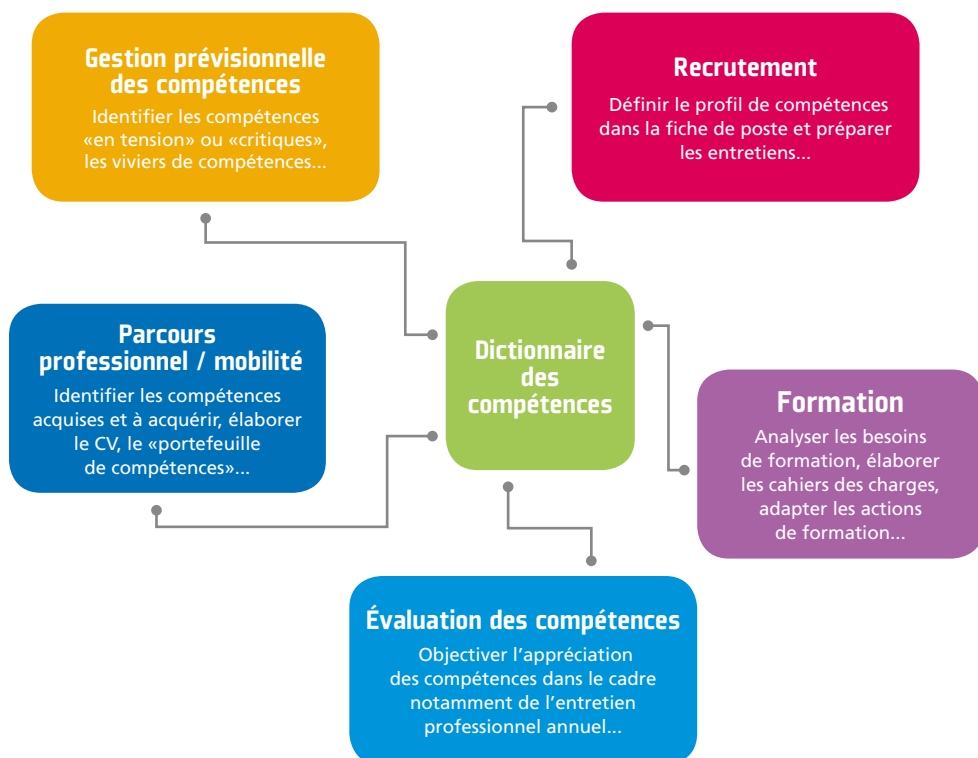 Gestion prévisionnelle
des compétences
Identifier les compétences
«en tension» ou «critiques»,
les viviers de compétences...
Recrutement
Définir le profil de compétences
dans la fiche de poste et préparer
les entretiens...
Parcours
professionnel / mobilité
Identifier les compétences
acquises et à acquérir, élaborer
le CV, le «portefeuille
de compétences»...
Dictionnaire
des
compétences
Formation
Analyser les besoins
de formation, élaborer
les cahiers des charges,
adapter les actions
de formation...
Évaluation des compétences
Objectiver l’appréciation
des compétences dans le cadre
notamment de l’entretien
professionnel annuel...